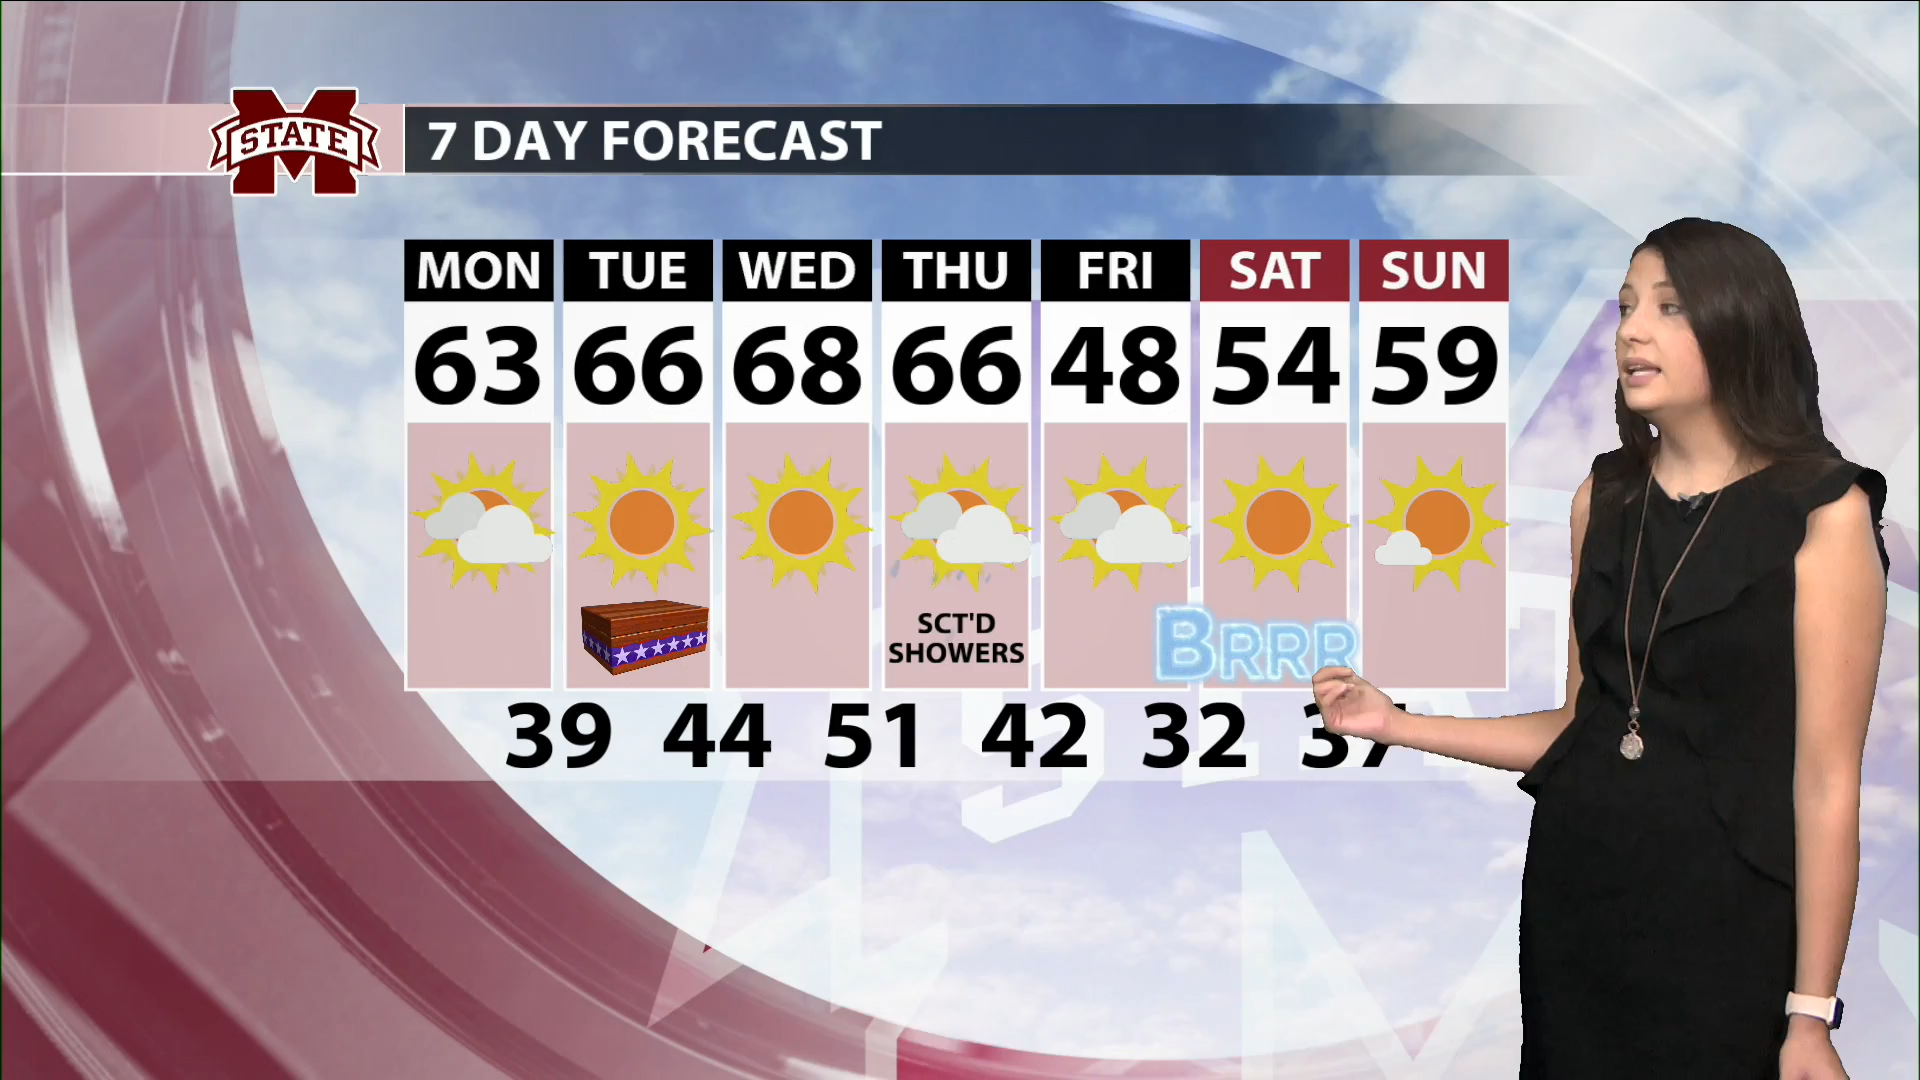 STATE
7 DAY FORECAST
MON TUE WED THU FRI SAT SUN
63 66 68 66 48 54 59
SCT'D
SHOWERS
BRRR
39 44 51 42 32 37